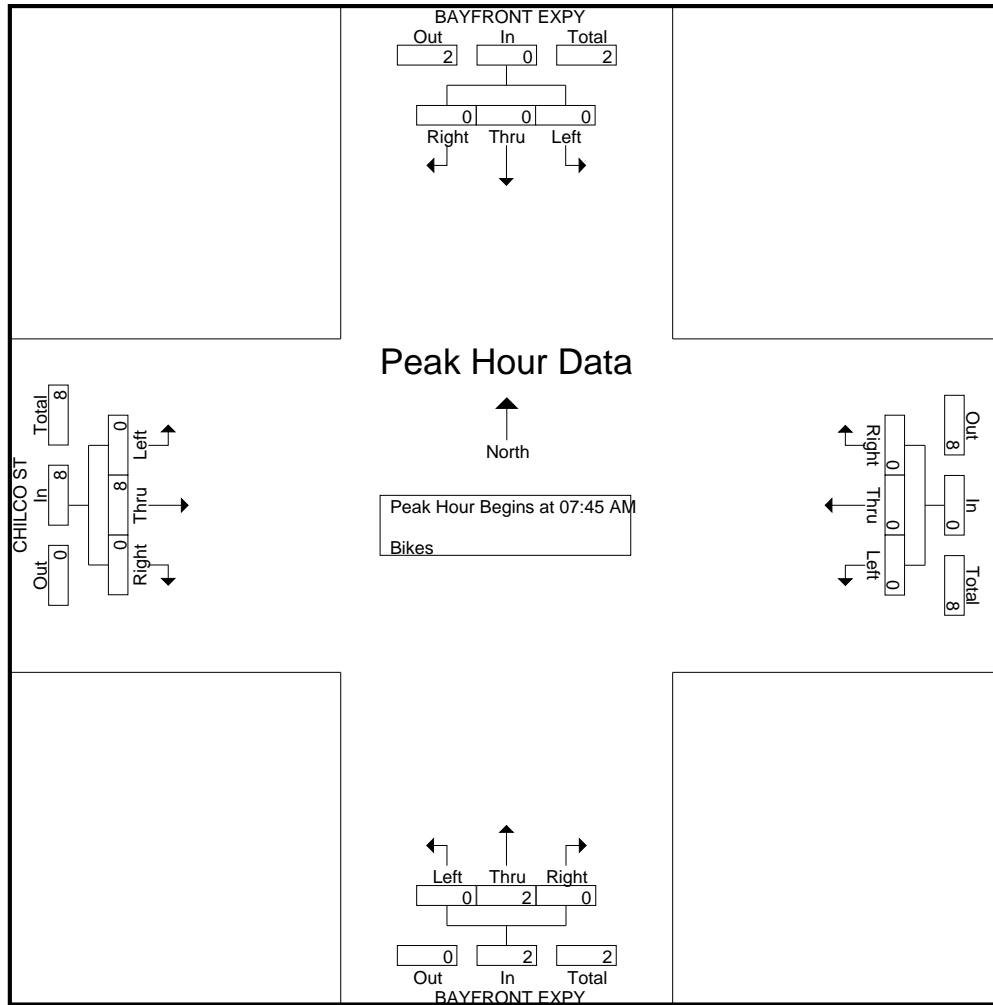 BAYFRONT EXPY
Out In Total
2 0 2
0 0 0
Right Thru Left
Peak Hour Data
North
Peak Hour Begins at 07:45 AM
Bikes
CHILCO ST
Out In Total
0 8 8
Right Thru Left
0 8 0
Out In Total
8 0 8
Right Thru Left
0 0 0
Left Thru Right
0 2 0
0 2 2
Out In Total
BAYFRONT EXPY